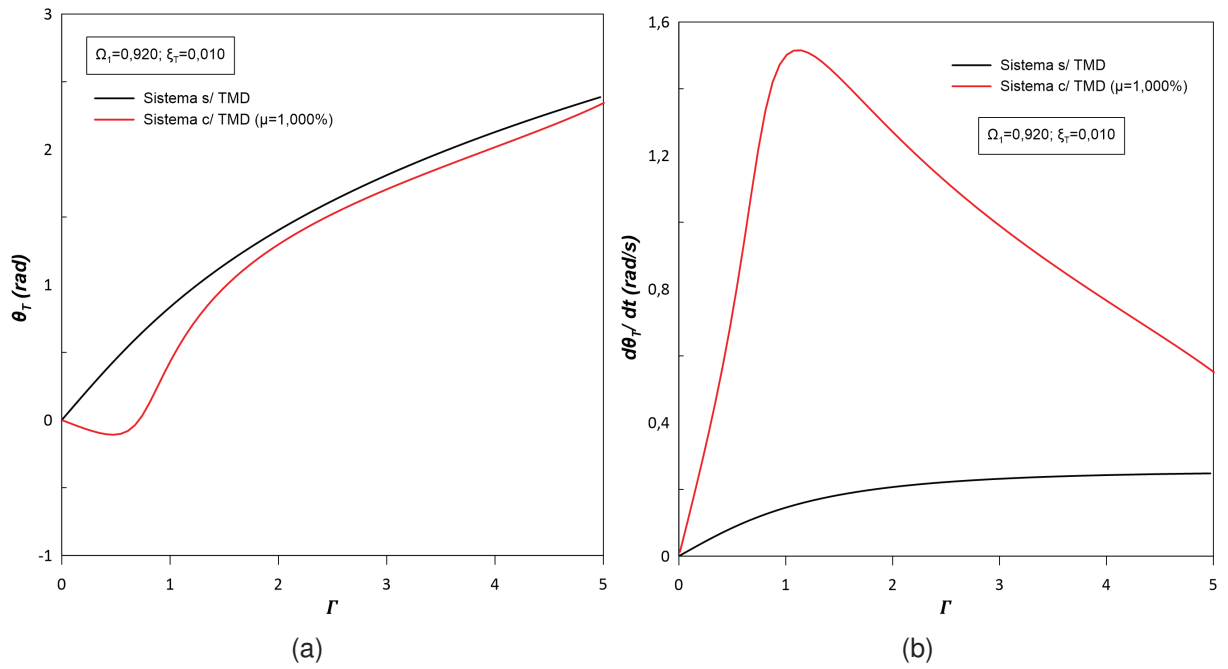 3
2
1
0
-1
θT (rad)
Ω1=0,920; ξT=0,010
Sistema s/ TMD
Sistema c/ TMD (μ=1,000%)
0 1 2 3 4 5
Γ
(a)
1,6
1,2
0,8
0,4
0
dθT/ dt (rad/s)
Sistema s/ TMD
Sistema c/ TMD (μ=1,000%)
Ω1=0,920; ξT=0,010
0 1 2 3 4 5
Γ
(b)